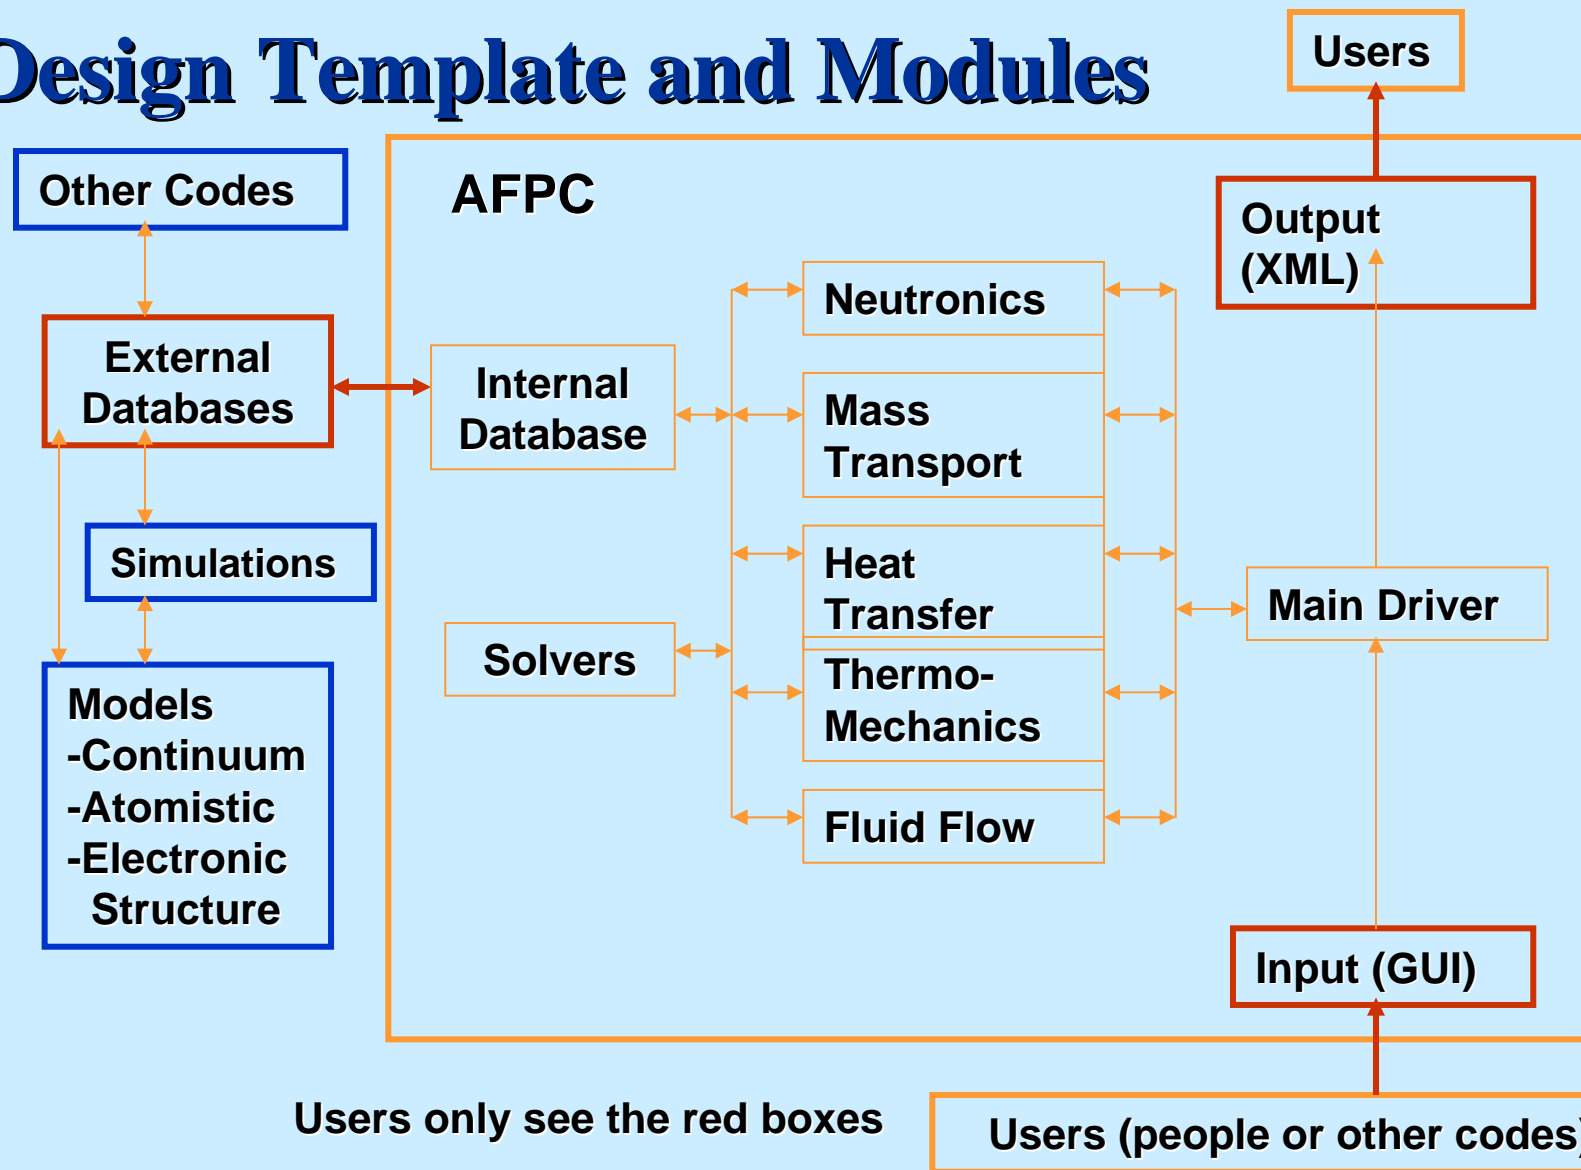 Design Template and Modules
Users
Other Codes
AFPC
Output
(XML)
External
Databases
Internal
Database
Neutronics
Mass
Transport
Heat
Transfer
Thermo-
Mechanics
Fluid Flow
Simulations
Solvers
Main Driver
Models
-Continuum
-Atomistic
-Electronic
Structure
Input (GUI)
Users only see the red boxes
Users (people or other codes)